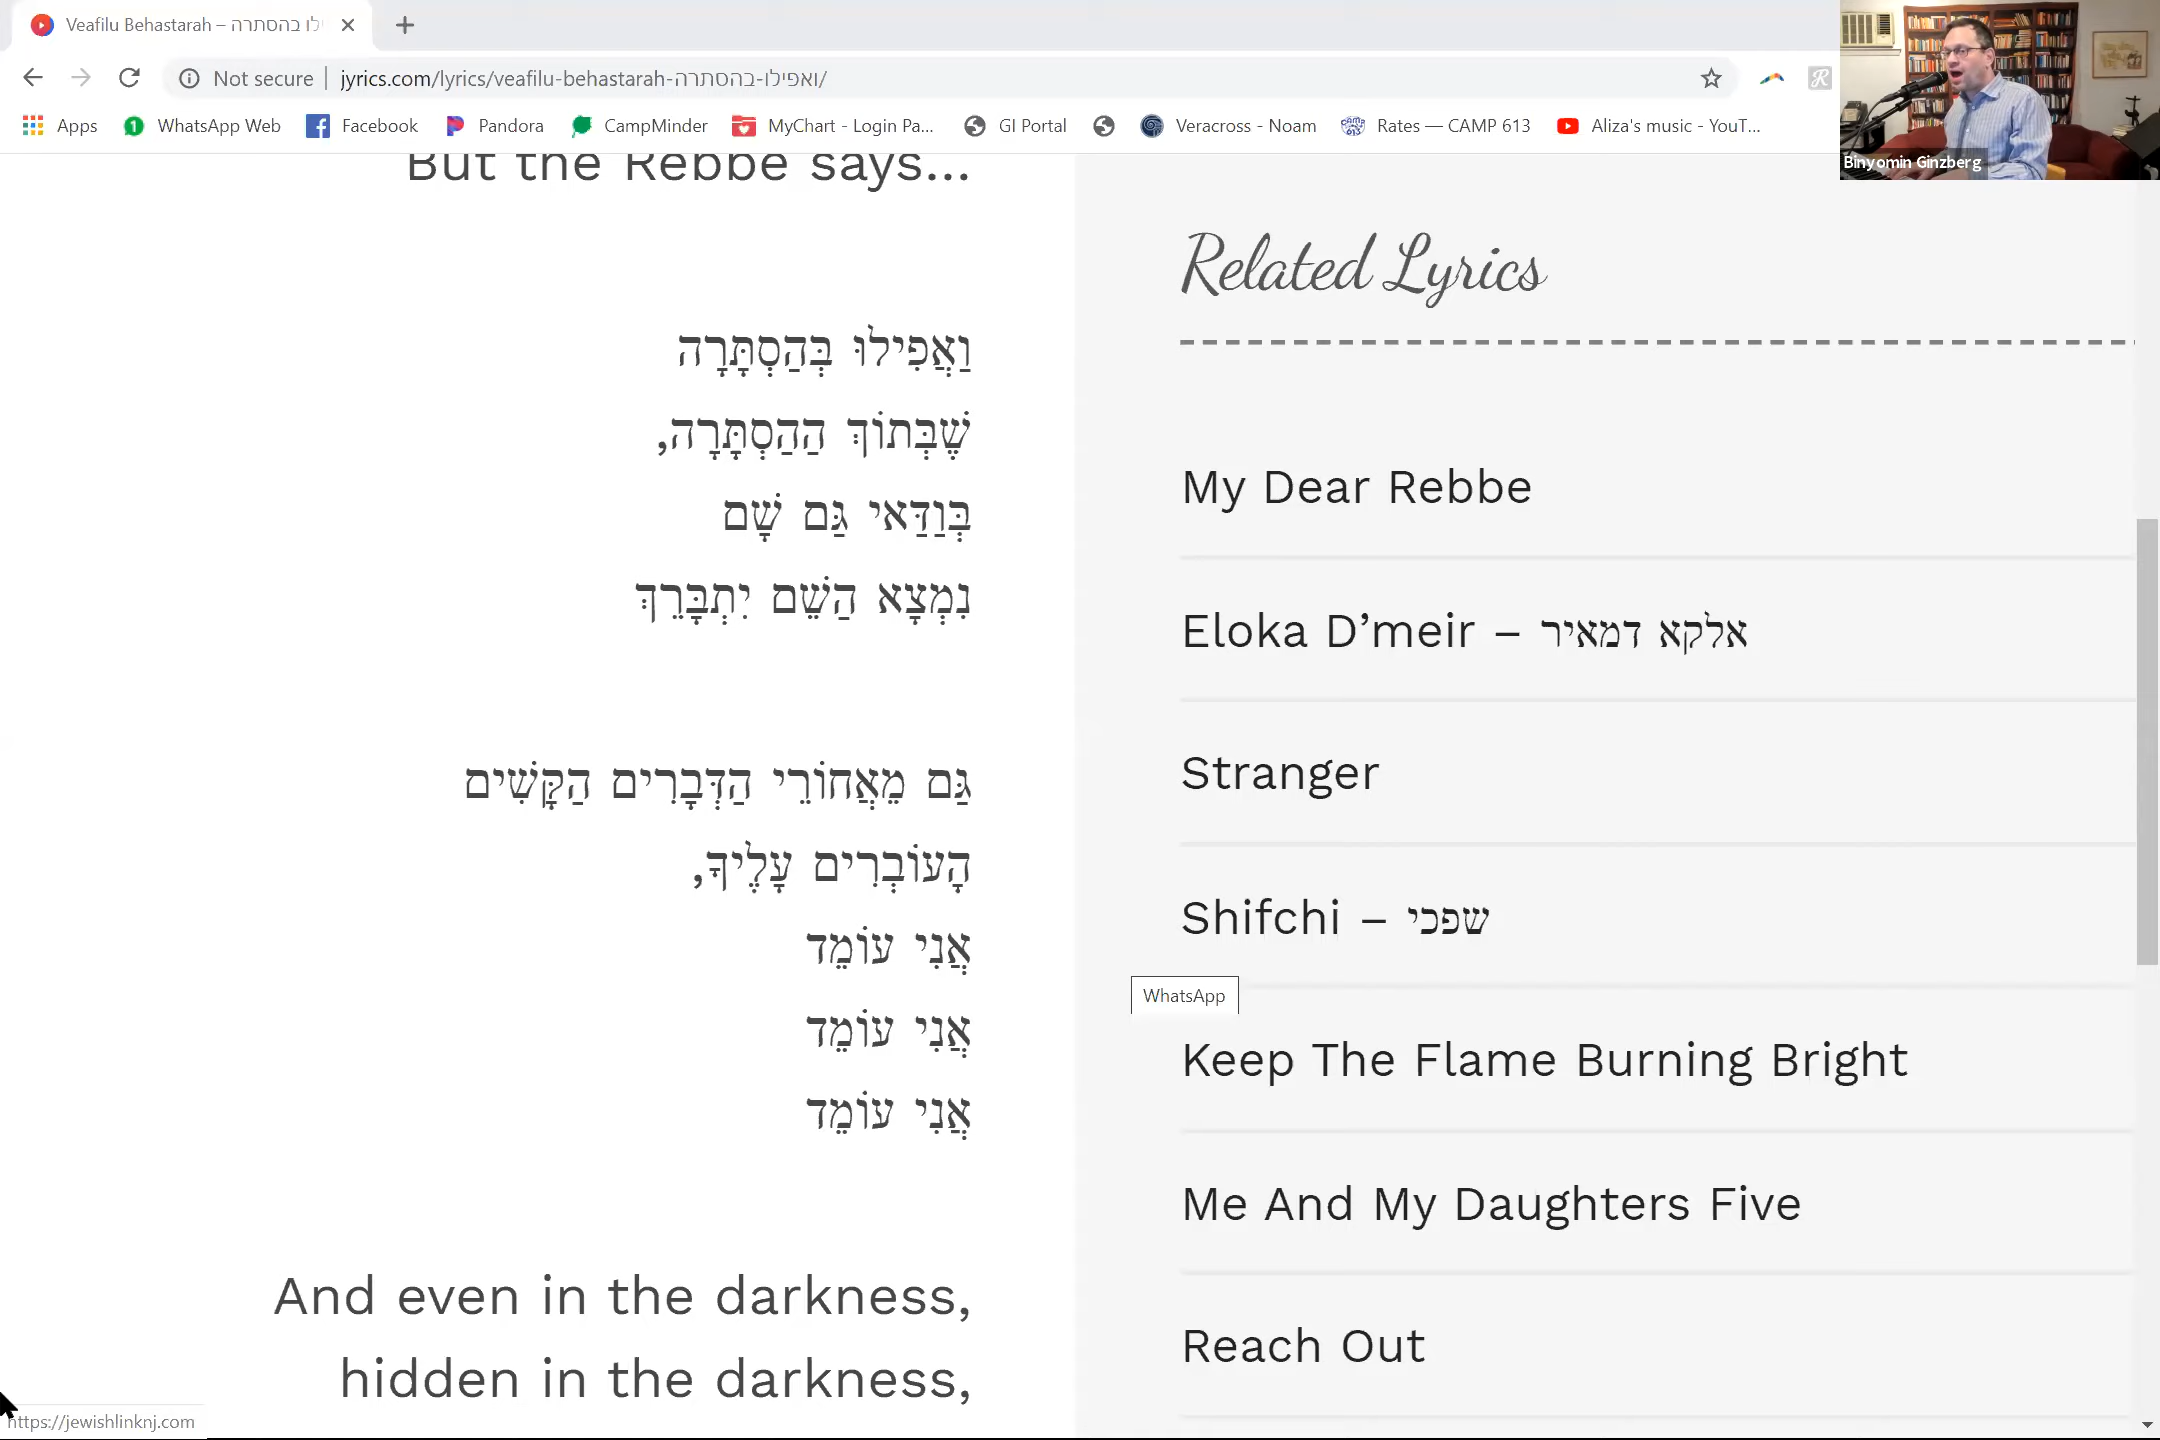 Veafilu Behastarah – ואפילו בהסתרה
Not secure | jyrics.com/lyrics/veafilu-behastarah-ואפילו-בהסתרה/
Apps WhatsApp Web Facebook Pandora CampMinder MyChart - Login Pa... GI Portal Veracross - Noam Rates — CAMP 613 Aliza's music - YouT...
Binyomin Ginzberg
But the Rebbe says...
וַאֲפִילוּ בְּהַסְתָּרָה
שֶׁבְּתוֹךְ הַהַסְתָּרָה,
בְּוַדַּאי גַּם שָׁם
נִמְצָא הַשֵּׁם יִתְבָּרֵךְ
גַּם מֵאֲחוֹרֵי הַדְּבָרִים הַקָּשִׁים
הָעוֹבְרִים עָלֶיךָ,
אֲנִי עוֹמֵד
אֲנִי עוֹמֵד
אֲנִי עוֹמֵד
And even in the darkness,
hidden in the darkness,
Related Lyrics
My Dear Rebbe
Eloka D’meir – אלקא דמאיר
Stranger
Shifchi – שפכי
WhatsApp
Keep The Flame Burning Bright
Me And My Daughters Five
Reach Out
https://jewishlinknj.com